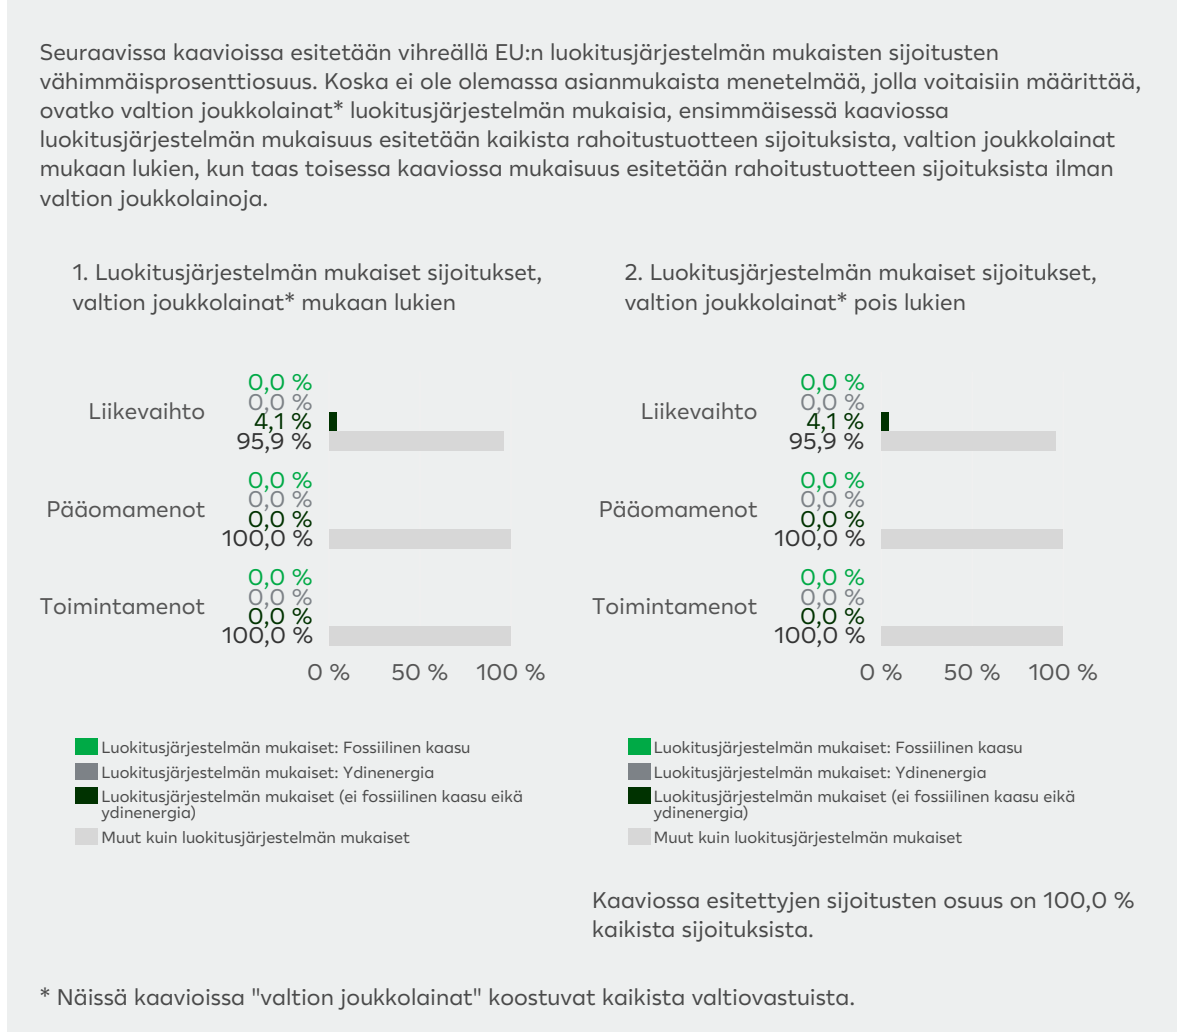 Seuraavissa kaavioissa esitetään vihreällä EU:n luokitusjärjestelmän mukaisten sijoitusten
vähimmäisprosenttiosuus. Koska ei ole olemassa asianmukaista menetelmää, jolla voitaisiin määrittää,
ovatko valtion joukkolainat* luokitusjärjestelmän mukaisia, ensimmäisessä kaaviossa
luokitusjärjestelmän mukaisuus esitetään kaikista rahoitustuotteen sijoituksista, valtion joukkolainat
mukaan lukien, kun taas toisessa kaaviossa mukaisuus esitetään rahoitustuotteen sijoituksista ilman
valtion joukkolainoja.
1. Luokitusjärjestelmän mukaiset sijoitukset,
valtion joukkolainat* mukaan lukien
Liikevaihto
0,0 %
0,0 %
4,1 %
95,9 %
Pääomamenot
0,0 %
0,0 %
0,0 %
100,0 %
Toimintamenot
0,0 %
0,0 %
0,0 %
100,0 %
0 % 50 % 100 %
Luokitusjärjestelmän mukaiset: Fossiilinen kaasu
Luokitusjärjestelmän mukaiset: Ydinenergia
Luokitusjärjestelmän mukaiset (ei fossiilinen kaasu eikä
ydinenergia)
Muut kuin luokitusjärjestelmän mukaiset
2. Luokitusjärjestelmän mukaiset sijoitukset,
valtion joukkolainat* pois lukien
Liikevaihto
0,0 %
0,0 %
4,1 %
95,9 %
Pääomamenot
0,0 %
0,0 %
0,0 %
100,0 %
Toimintamenot
0,0 %
0,0 %
0,0 %
100,0 %
0 % 50 % 100 %
Luokitusjärjestelmän mukaiset: Fossiilinen kaasu
Luokitusjärjestelmän mukaiset: Ydinenergia
Luokitusjärjestelmän mukaiset (ei fossiilinen kaasu eikä
ydinenergia)
Muut kuin luokitusjärjestelmän mukaiset
Kaaviossa esitettyjen sijoitusten osuus on 100,0 %
kaikista sijoituksista.
* Näissä kaavioissa "valtion joukkolainat" koostuvat kaikista valtiovastuista.